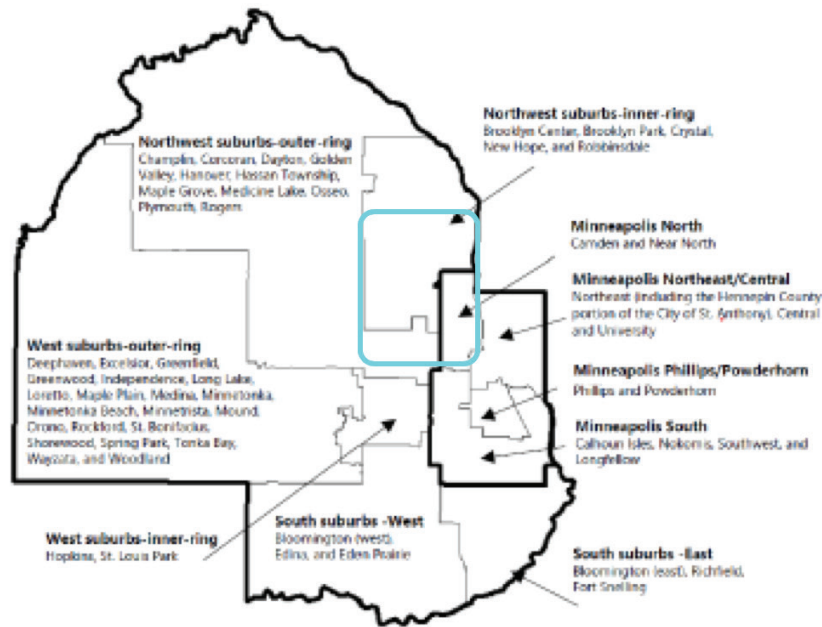 Northwest suburbs-inner-ring
Brooklyn Center, Brooklyn Park, Crystal,
New Hope, and Robbinsdale
Northwest suburbs-outer-ring
Champlin, Corcoran, Dayton, Golden
Valley, Hanover, Hassan Township,
Maple Grove, Medicine Lake, Osseo,
Plymouth, Rogers
Minneapolis North
Camden and Near North
Minneapolis Northeast/Central
Northeast (including the Hennepin County
portion of the City of St. Anthony), Central
and University
West suburbs-outer-ring
Deephaven, Excelsior, Greenfield,
Greenwood, Independence, Long Lake,
Loretto, Maple Plain, Medina, Minnetonka,
Minnetonka Beach, Minnetrista, Mound,
Orono, Rockford, St. Bonifacius,
Shorewood, Spring Park, Tonka Bay,
Wayzata, and Woodland
Minneapolis Phillips/Powderhorn
Phillips and Powderhorn
Minneapolis South
Calhoun Isles, Nokomis, Southwest, and
Longfellow
West suburbs-inner-ring
Hopkins, St. Louis Park
South suburbs -West
Bloomington (west),
Edina, and Eden Prairie
South suburbs -East
Bloomington (east), Richfield,
Fort Snelling